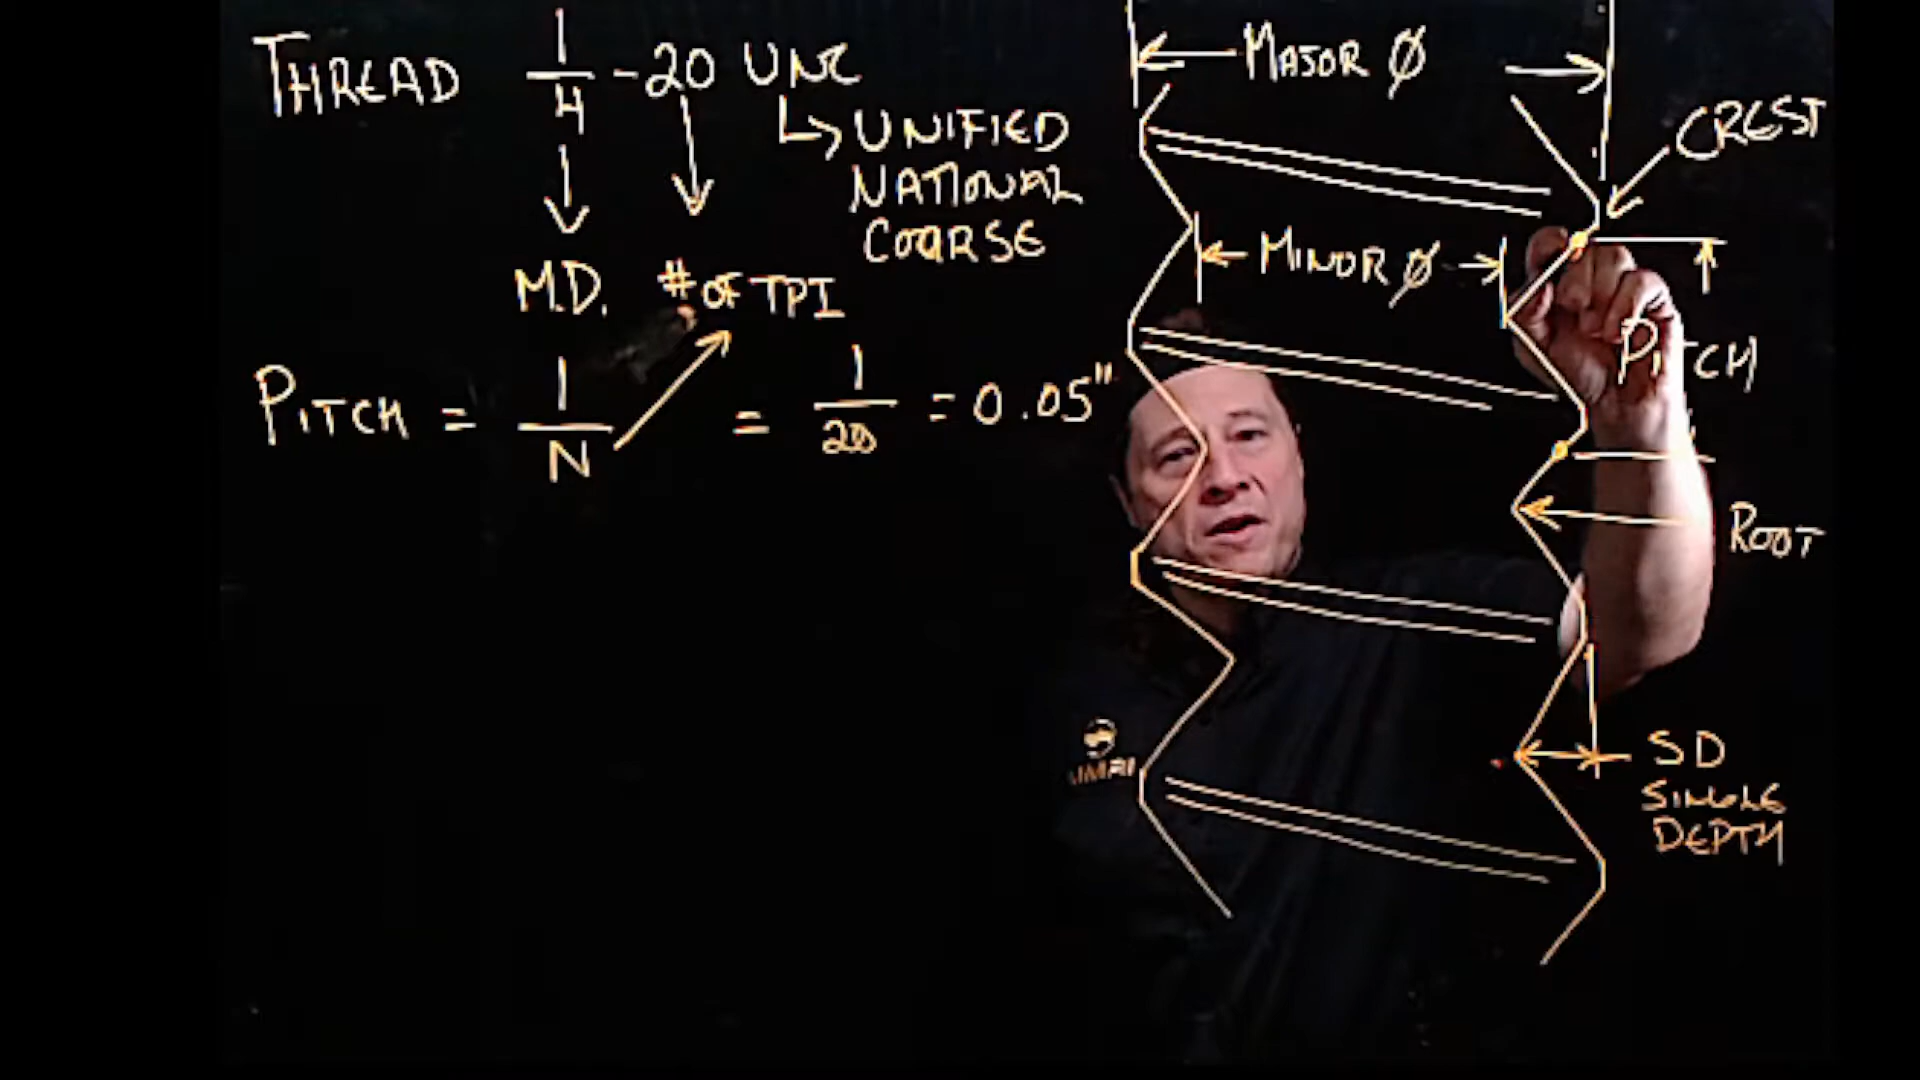 THREAD 1/4 - 20 UNC
↳ UNIFIED
NATIONAL
COARSE
M.D. # OF TPI
PITCH = 1/N = 1/20 = 0.05"
MAJOR Ø
CREST
MINOR Ø
PITCH
ROOT
SD
SINGLE
DEPTH